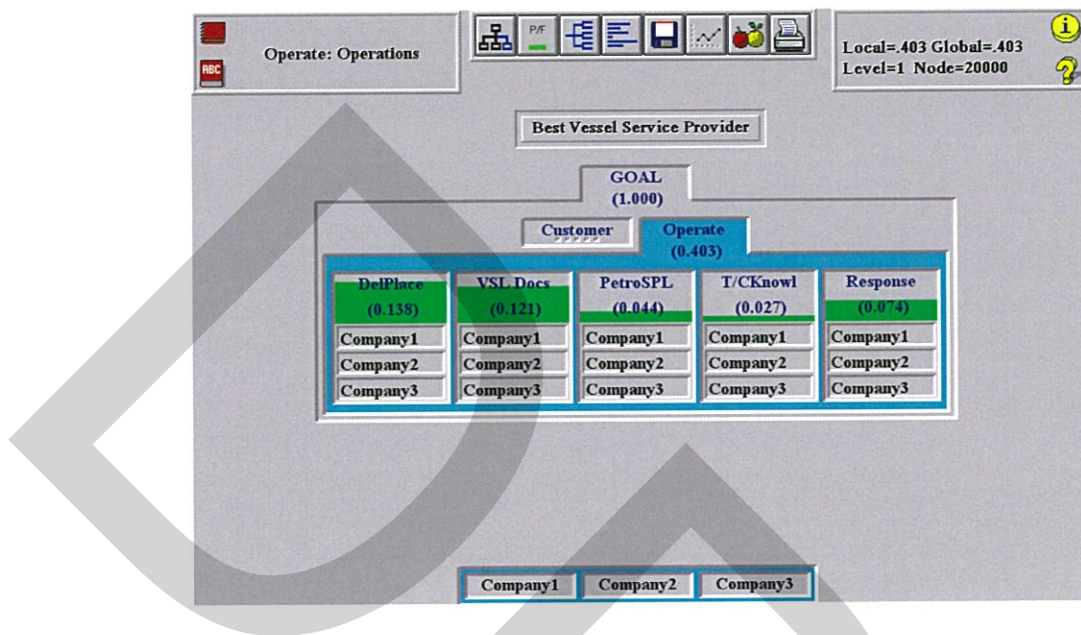 Operate: Operations
P/F
ABC
Local=.403 Global=.403
Level=1 Node=20000
i
?
Best Vessel Service Provider
GOAL
(1.000)
Customer
Operate
(0.403)
DelPlace VSL Docs PetroSPL T/CKnowl Response
(0.138) (0.121) (0.044) (0.027) (0.074)
Company1 Company1 Company1 Company1 Company1
Company2 Company2 Company2 Company2 Company2
Company3 Company3 Company3 Company3 Company3
Company1 Company2 Company3